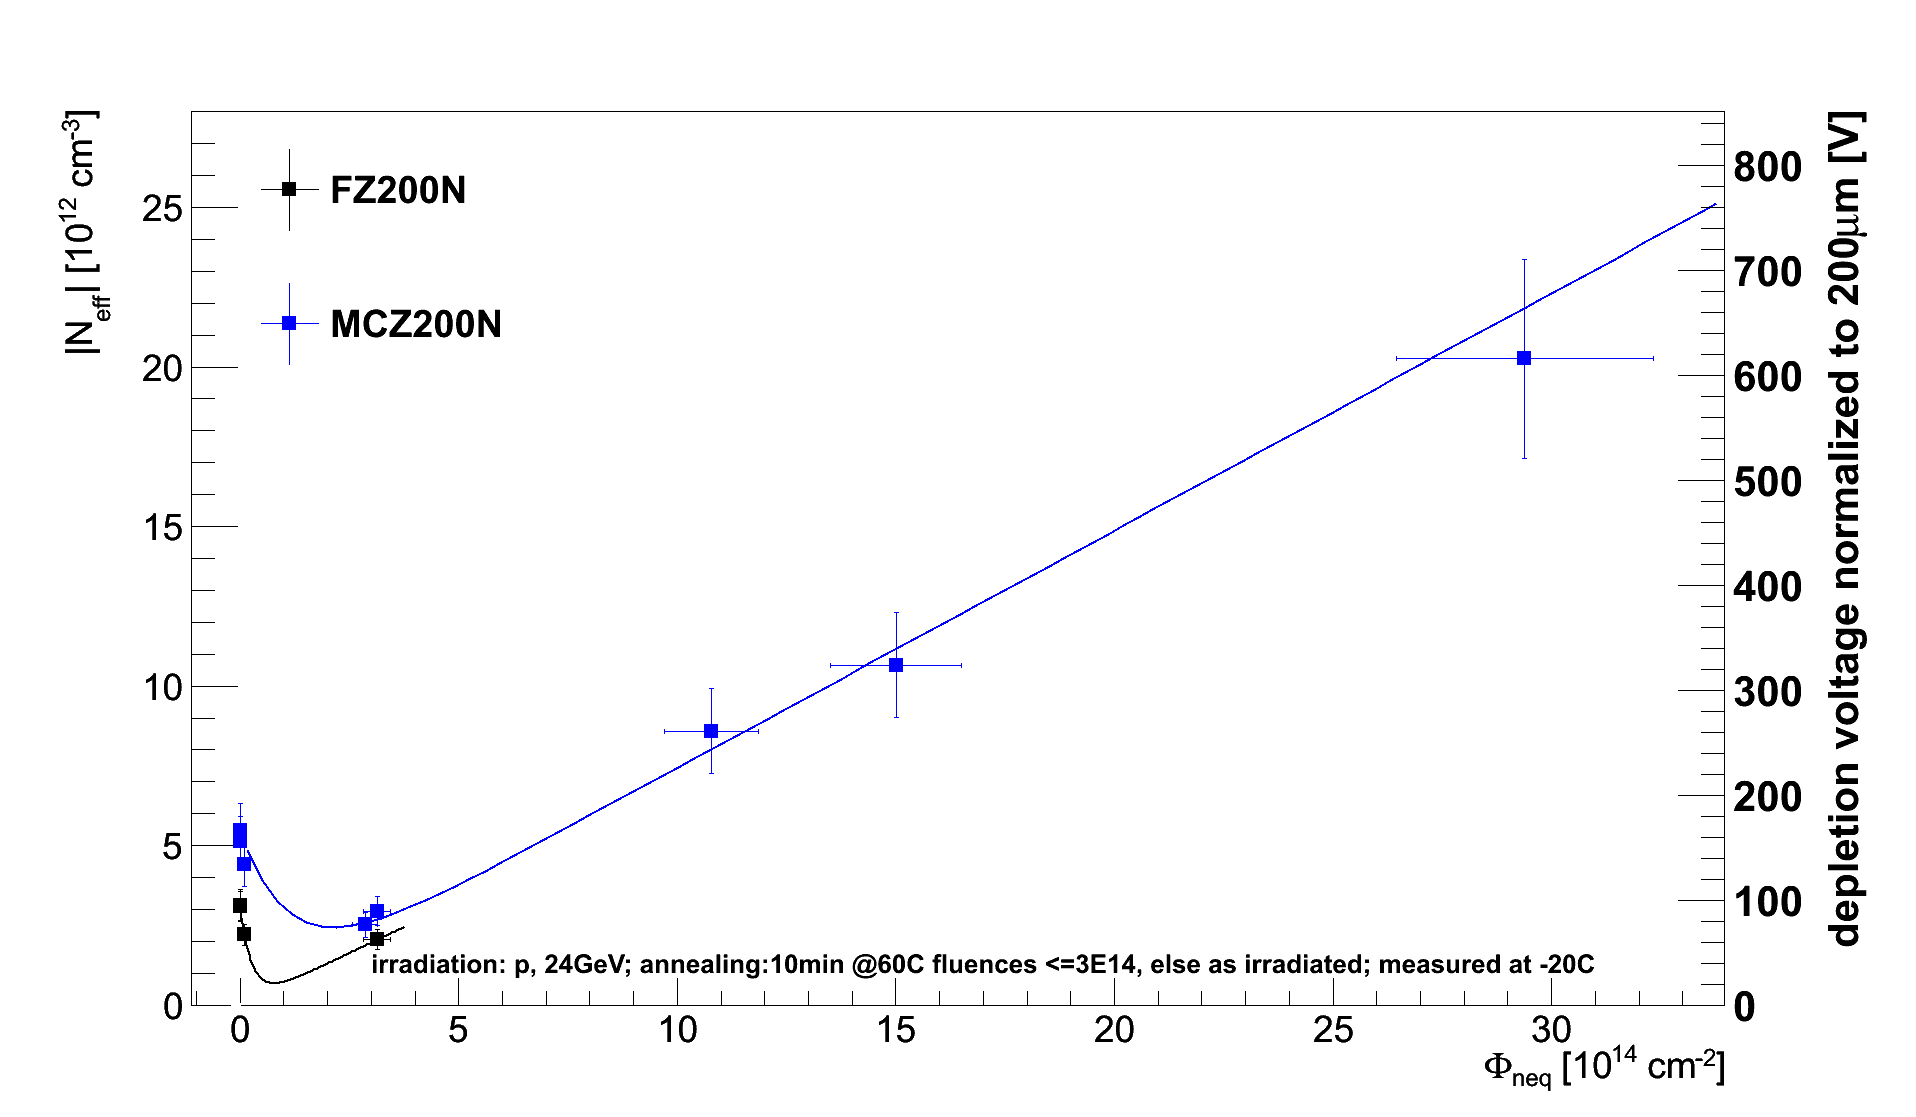 |Neff| [10^12 cm^-3]
FZ200N
MCZ200N
25
20
15
10
5
0
800
700
600
500
400
300
200
100
0
depletion voltage normalized to 200μm [V]
irradiation: p, 24GeV; annealing:10min @60C fluences <=3E14, else as irradiated; measured at -20C
0 5 10 15 20 25 30
Φneq [10^14 cm^-2]